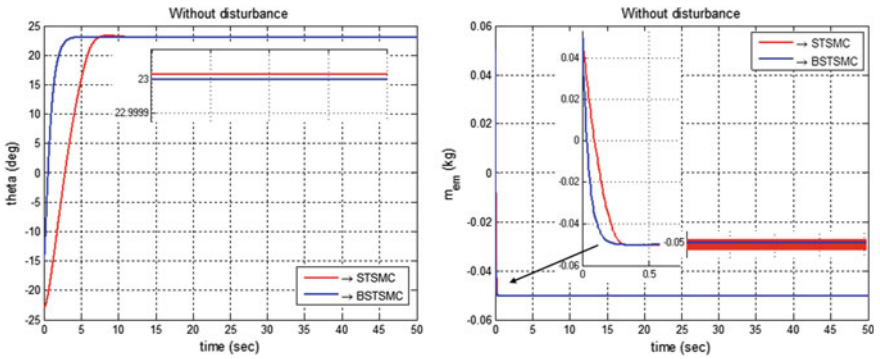 Without disturbance
25
20
15
10
5
0
-5
-10
-15
-20
-25
theta (deg)
23
22.9999
→ STSMC
→ BSTSMC
0 5 10 15 20 25 30 35 40 45 50
time (sec)
Without disturbance
0.06
0.04
0.02
0
-0.02
-0.04
-0.06
m_em (kg)
→ STSMC
→ BSTSMC
0.04
0.02
0
-0.02
-0.04
-0.06
0 0.5
-0.05
0 5 10 15 20 25 30 35 40 45 50
time (sec)